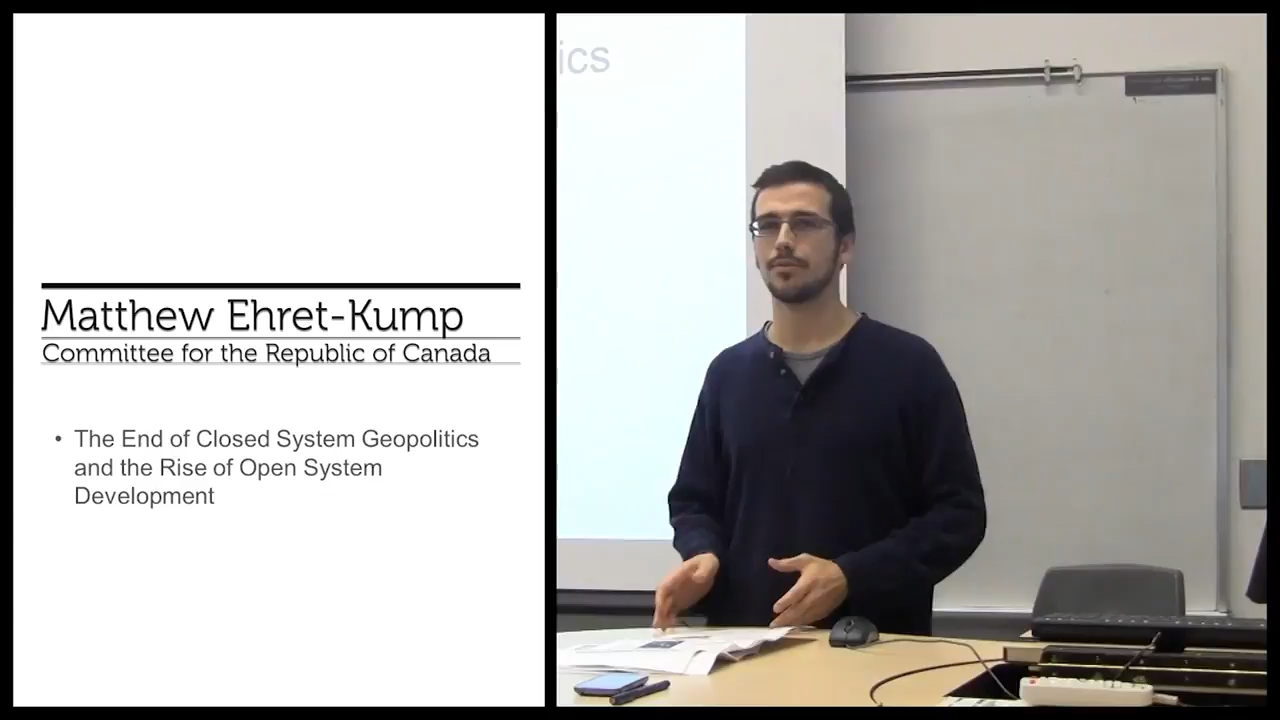 Matthew Ehret-Kump
Committee for the Republic of Canada
• The End of Closed System Geopolitics
and the Rise of Open System
Development
ics